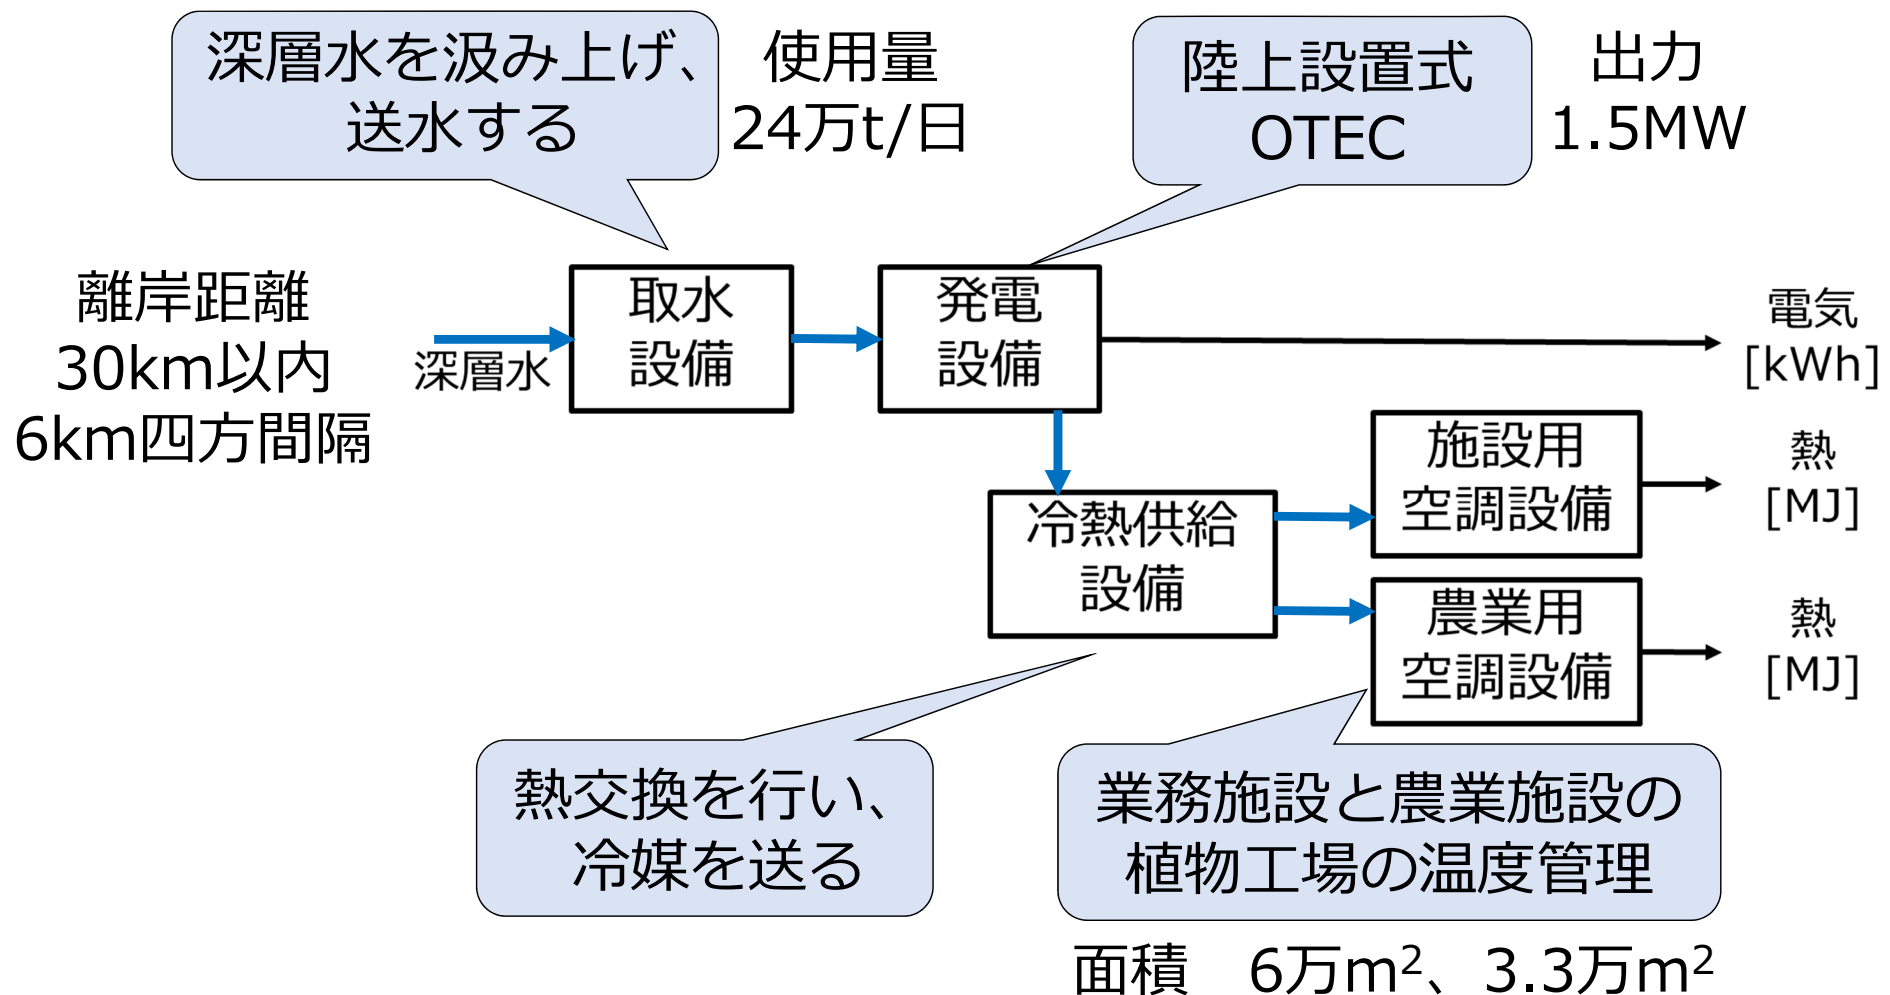 深層水を汲み上げ、
送水する
使用量
24万t/日
陸上設置式
OTEC
出力
1.5MW
離岸距離
30km以内
6km四方間隔
深層水
取水
設備
発電
設備
電気
[kWh]
冷熱供給
設備
施設用
空調設備
熱
[MJ]
農業用
空調設備
熱
[MJ]
熱交換を行い、
冷媒を送る
業務施設と農業施設の
植物工場の温度管理
面積　6万m²、3.3万m²